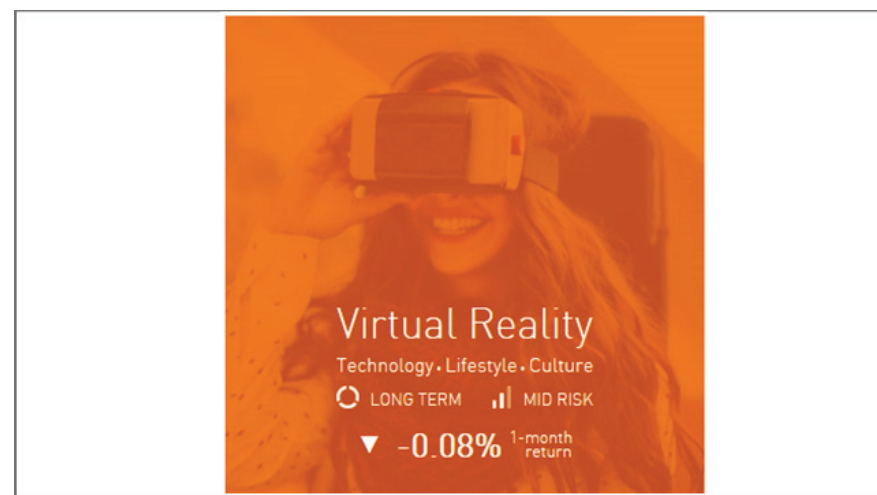 Virtual Reality
Technology • Lifestyle • Culture
LONG TERM MID RISK
▼ -0.08% 1-month
return